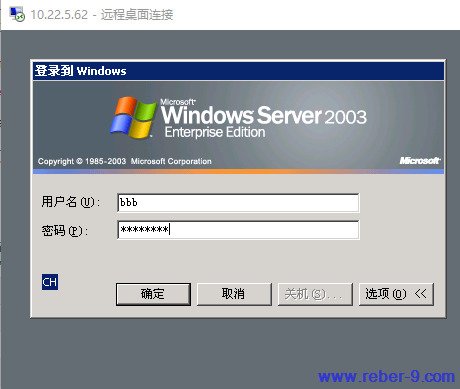 10.22.5.62 - 远程桌面连接
登录到 Windows
Microsoft
Windows Server 2003
Enterprise Edition
Copyright © 1985-2003 Microsoft Corporation
Microsoft
用户名(U):
bbb
密码(P):
********
CH
确定
取消
关机(S)...
选项(O) <<
www.reber-9.com